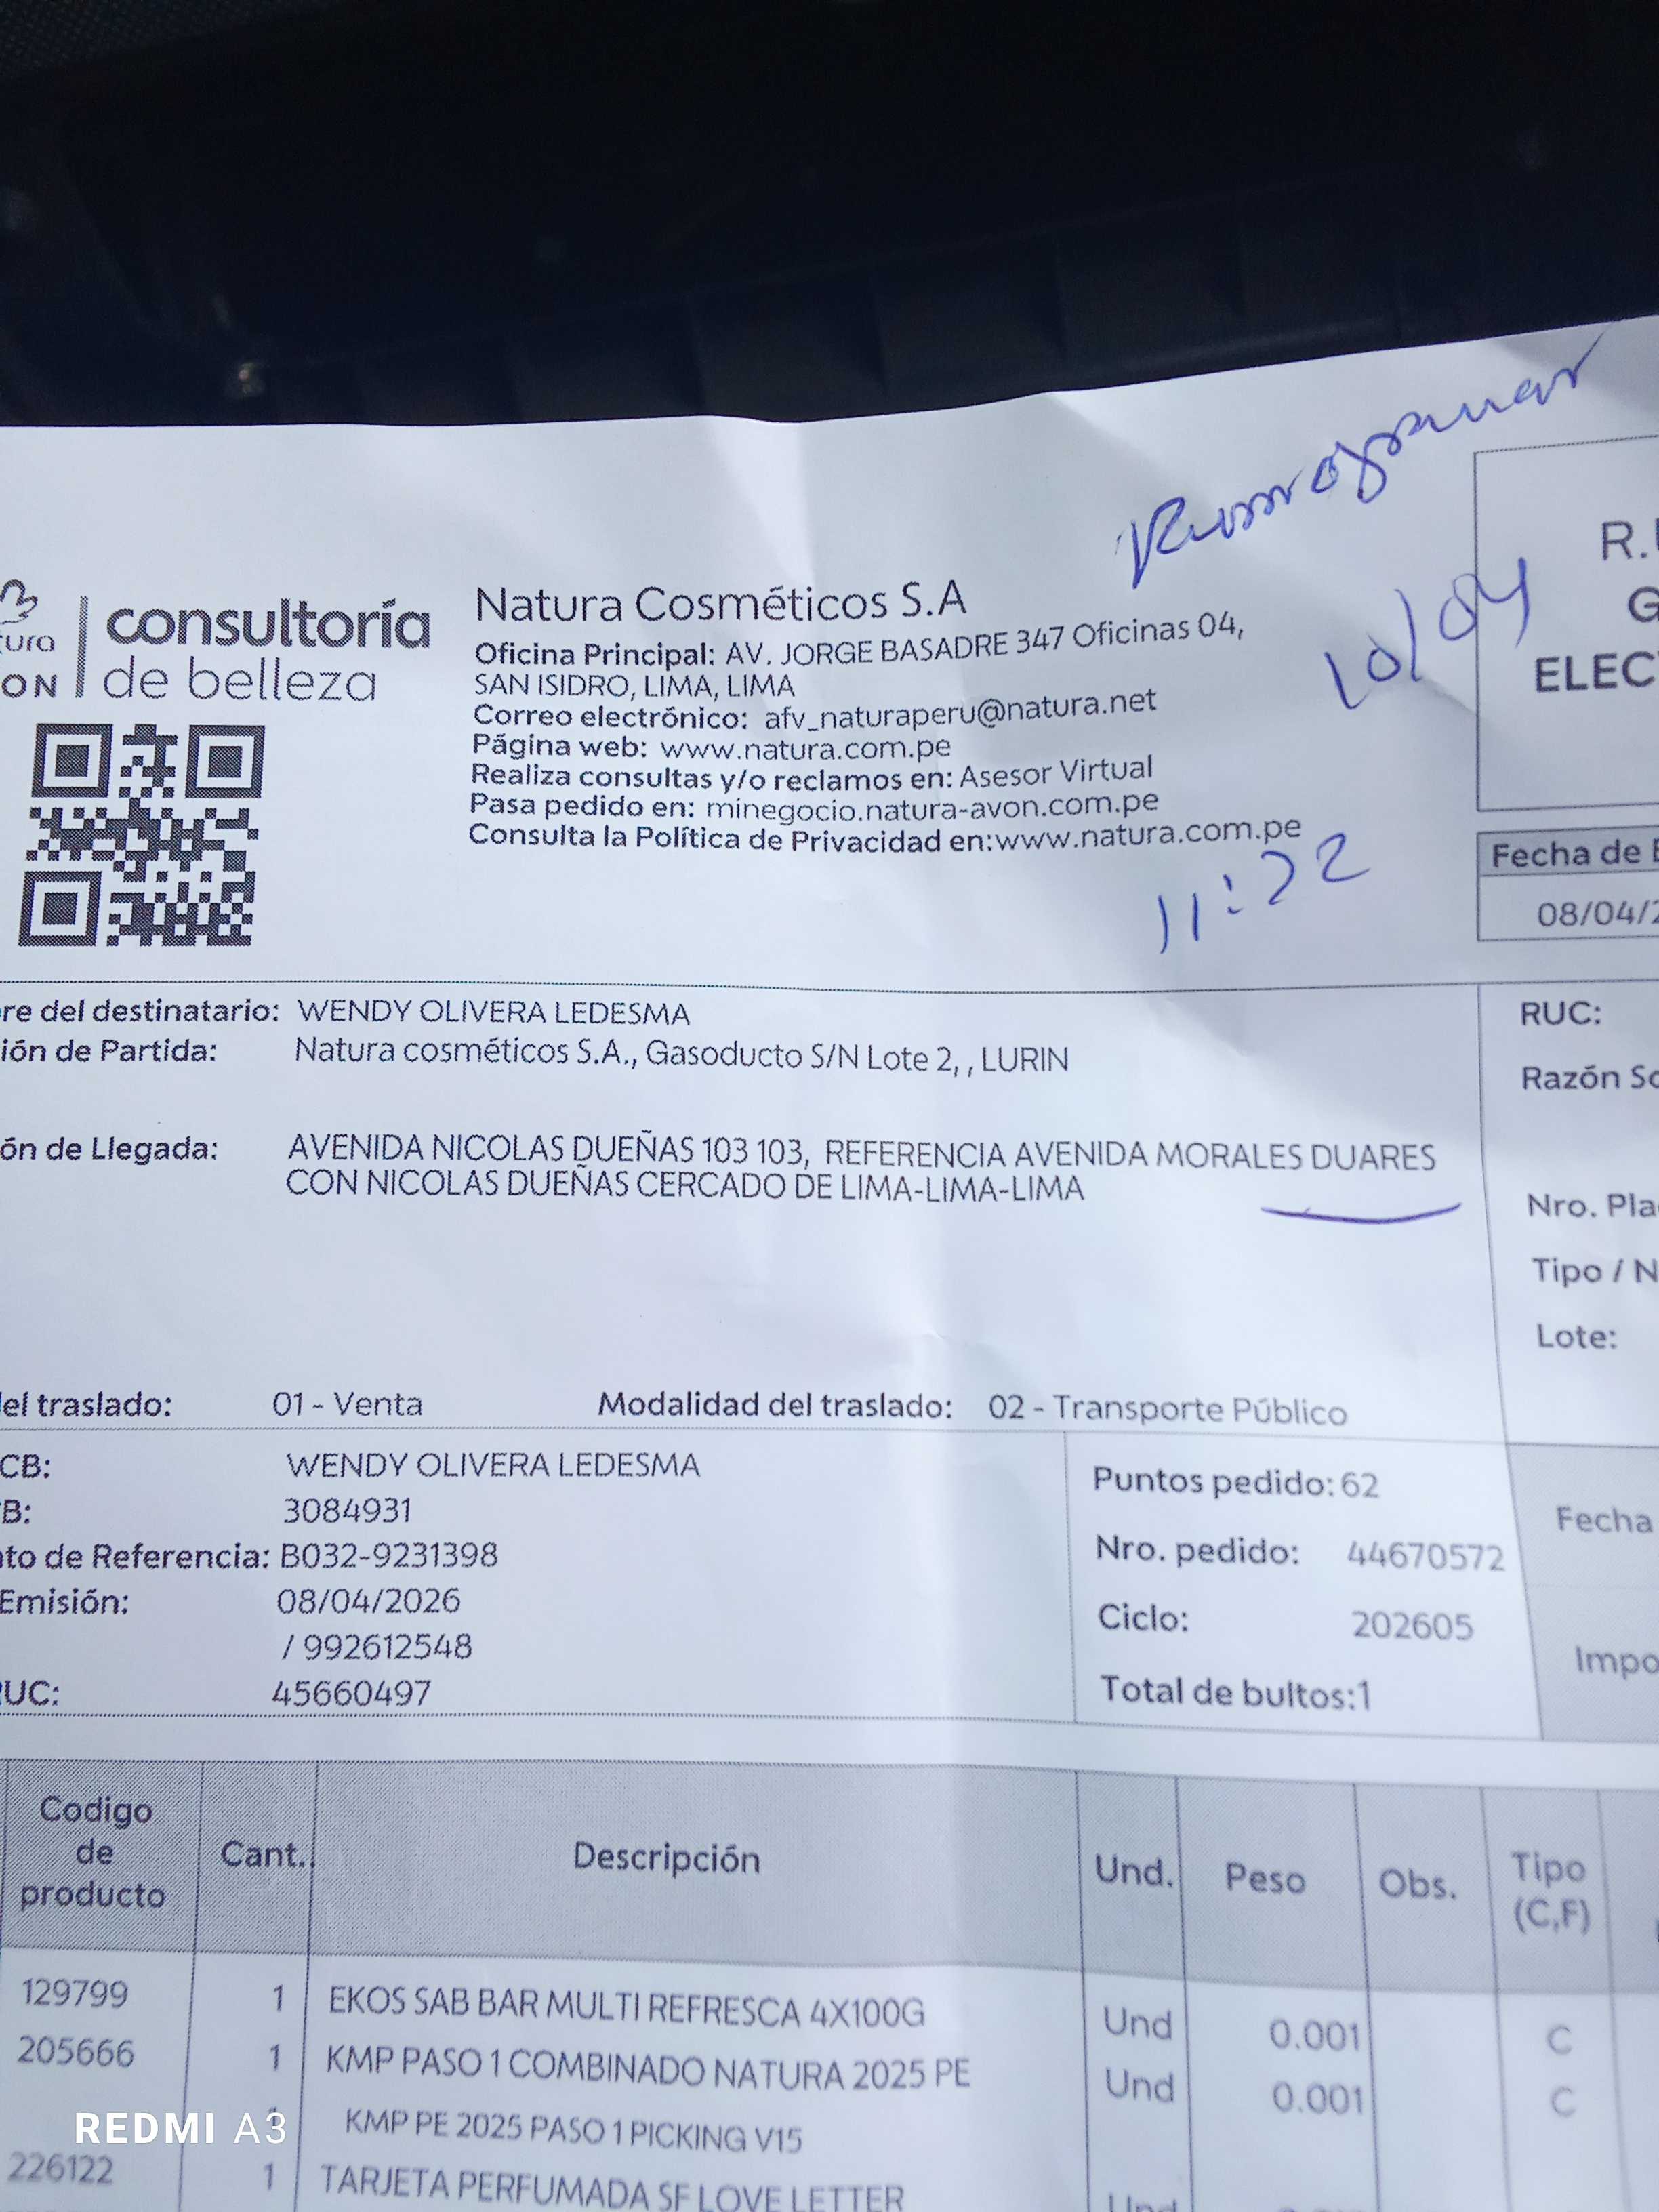 Reprogramar
10/04
R.
G
ELEC
tura
ON
consultoría
de belleza
Natura Cosméticos S.A
Oficina Principal: AV. JORGE BASADRE 347 Oficinas 04,
SAN ISIDRO, LIMA, LIMA
Correo electrónico: afv_naturaperu@natura.net
Página web: www.natura.com.pe
Realiza consultas y/o reclamos en: Asesor Virtual
Pasa pedido en: minegocio.natura-avon.com.pe
Consulta la Política de Privacidad en:www.natura.com.pe
11:22
Fecha de E
08/04/2
re del destinatario: WENDY OLIVERA LEDESMA
ión de Partida: Natura cosméticos S.A., Gasoducto S/N Lote 2, , LURIN
ón de Llegada: AVENIDA NICOLAS DUEÑAS 103 103, REFERENCIA AVENIDA MORALES DUARES
CON NICOLAS DUEÑAS CERCADO DE LIMA-LIMA-LIMA
RUC:
Razón So
Nro. Pla
Tipo / N
Lote:
el traslado: 01 - Venta Modalidad del traslado: 02 - Transporte Público
CB: WENDY OLIVERA LEDESMA
B: 3084931
nto de Referencia: B032-9231398
Emisión: 08/04/2026
/ 992612548
RUC: 45660497
Puntos pedido: 62
Nro. pedido: 44670572
Ciclo: 202605
Total de bultos:1
Fecha
Impo
Codigo de producto Cant. Descripción Und. Peso Obs. Tipo (C,F)
129799 1 EKOS SAB BAR MULTI REFRESCA 4X100G Und 0.001 C
205666 1 KMP PASO 1 COMBINADO NATURA 2025 PE Und 0.001 C
KMP PE 2025 PASO 1 PICKING V15
226122 1 TARJETA PERFUMADA SF LOVE LETTER Und
REDMI A3